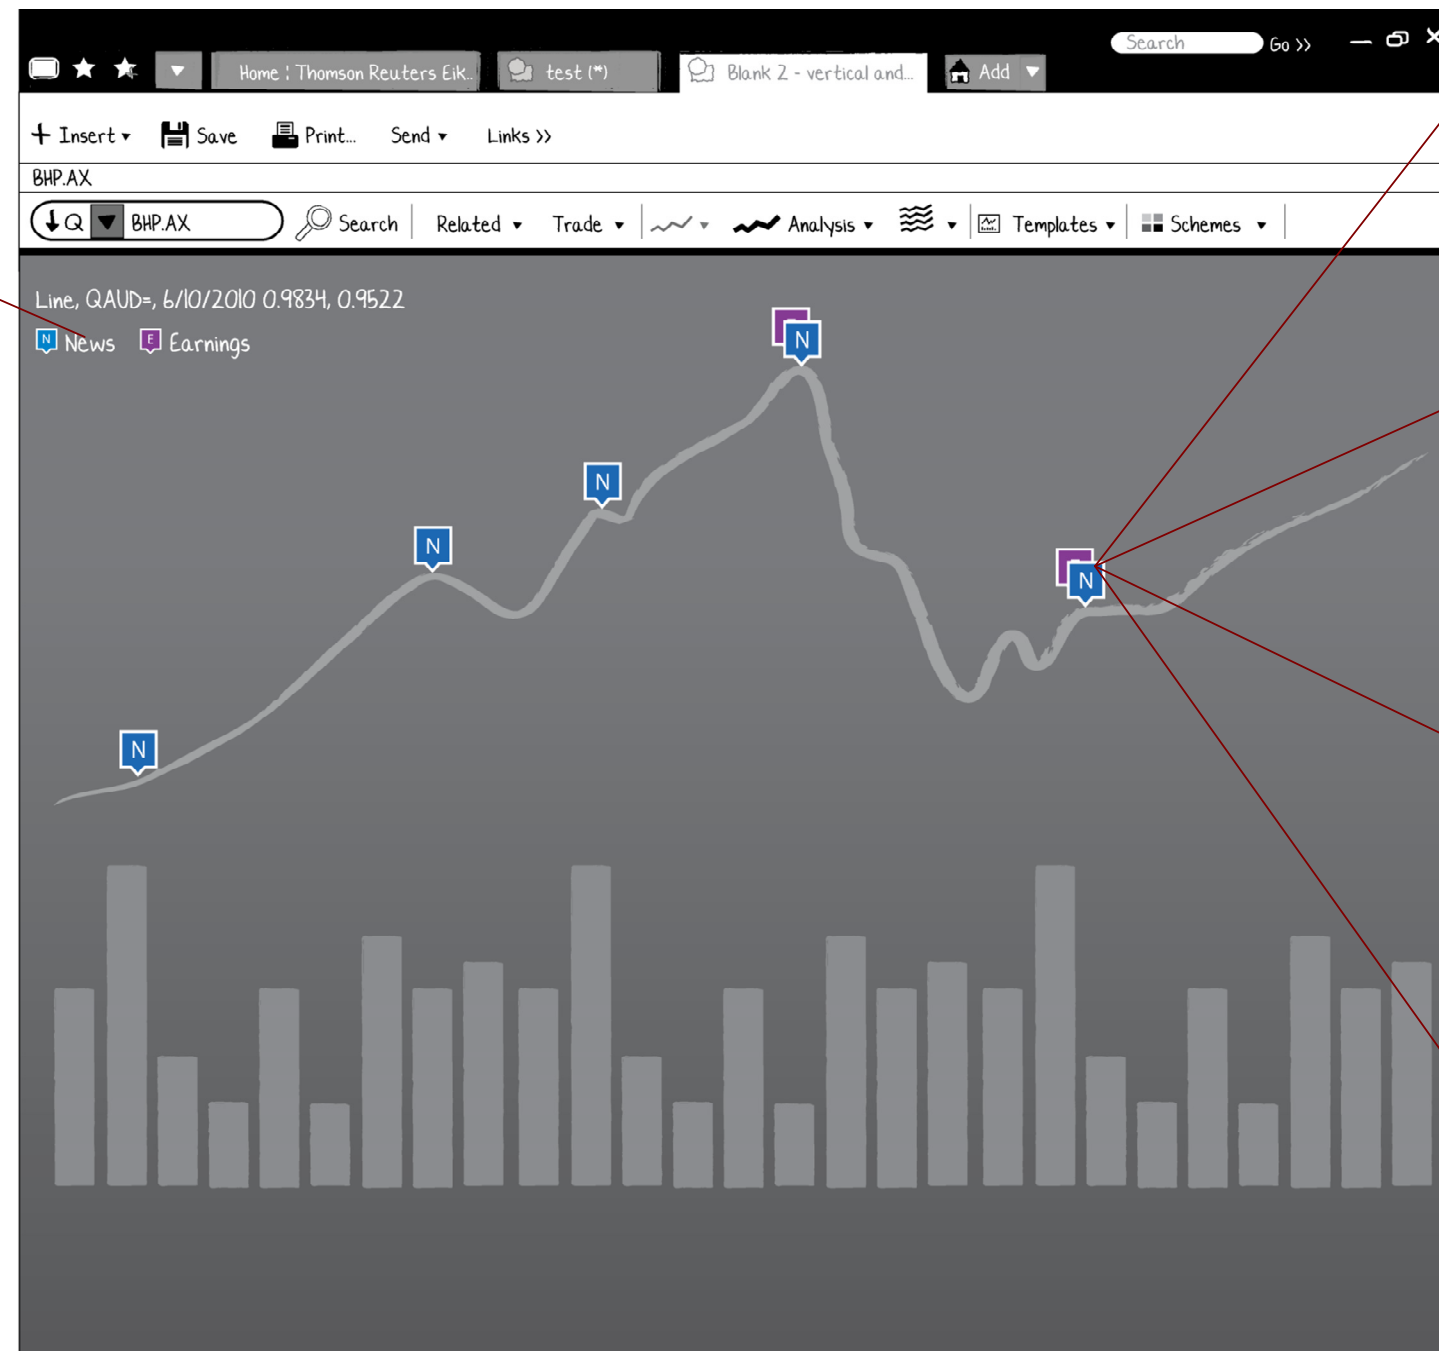 Search Go >>
Home ¦ Thomson Reuters Eik.. test (*) Blank 2 - vertical and... Add
+ Insert Save Print... Send Links >>
BHP.AX
Q BHP.AX Search Related Trade Analysis Templates Schemes
Line, QAUD=, 6/10/2010 0.9834, 0.9522
N News E Earnings
N
N
N
N
N
N